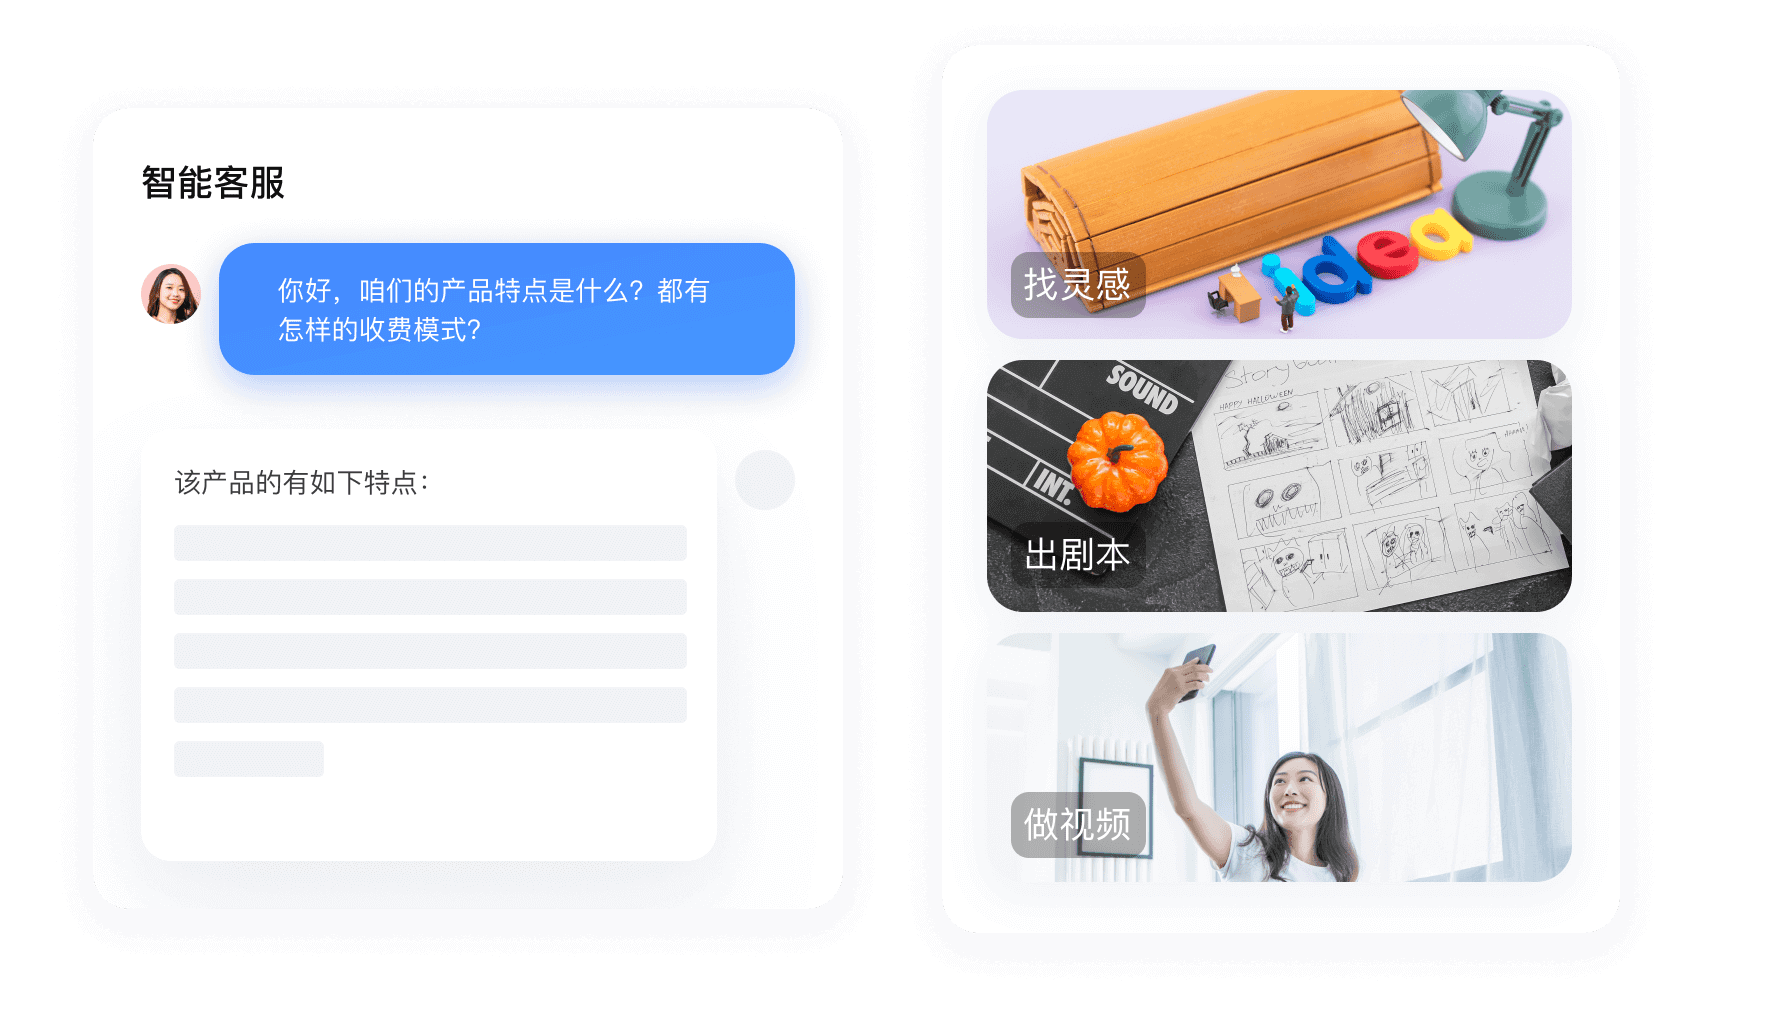 智能客服
你好，咱们的产品特点是什么？都有
怎样的收费模式？
该产品的有如下特点：
idea
找灵感
SOUND
INT.
HAPPY HALLOWEEN
出剧本
做视频